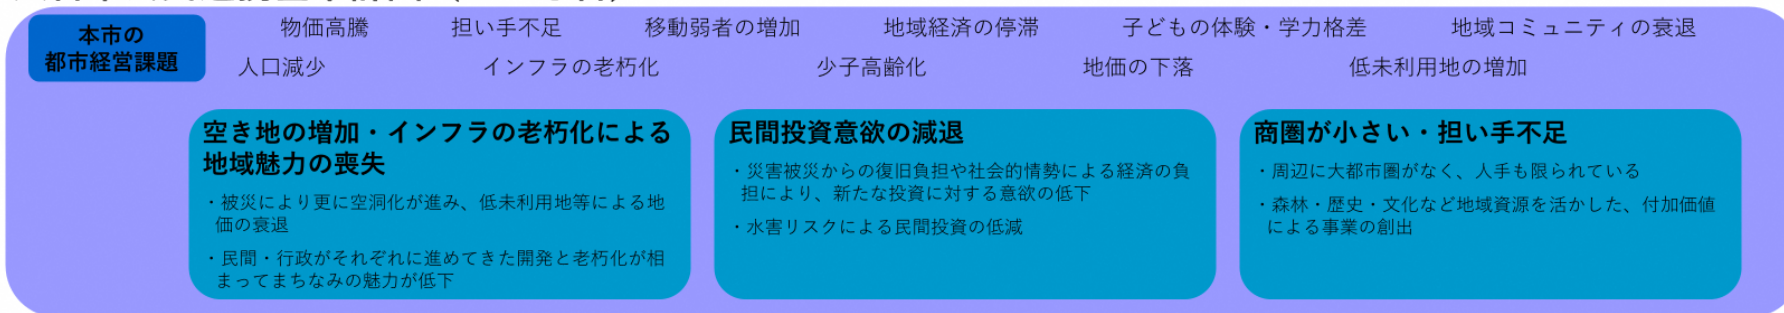 本市の
都市経営課題
物価高騰 担い手不足 移動弱者の増加 地域経済の停滞 子どもの体験・学力格差 地域コミュニティの衰退
人口減少 インフラの老朽化 少子高齢化 地価の下落 低未利用地の増加
空き地の増加・インフラの老朽化による
地域魅力の喪失
・被災により更に空洞化が進み、低未利用地等による地
価の衰退
・民間・行政がそれぞれに進めてきた開発と老朽化が相
まってまちなみの魅力が低下
民間投資意欲の減退
・災害被災からの復旧負担や社会的情勢による経済の負
担により、新たな投資に対する意欲の低下
・水害リスクによる民間投資の低減
商圏が小さい・担い手不足
・周辺に大都市圏がなく、人手も限られている
・森林・歴史・文化など地域資源を活かした、付加価値
による事業の創出